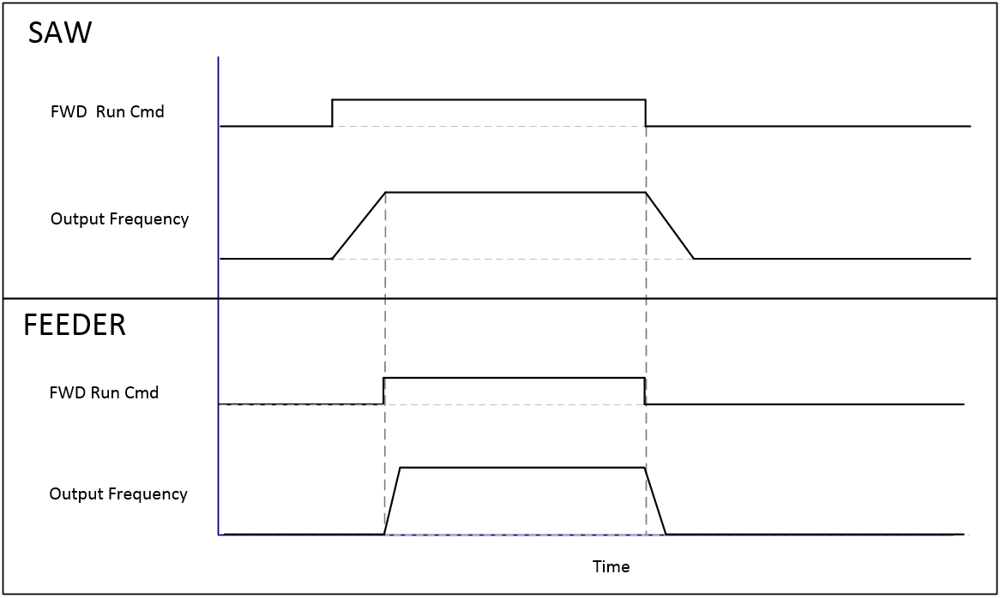 SAW
FWD  Run Cmd
Output Frequency
FEEDER
FWD Run Cmd
Output Frequency
Time